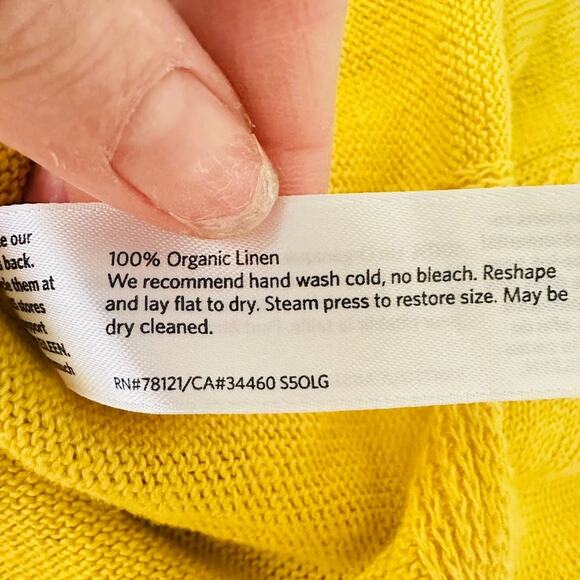 our
back.
them at
stores
100% Organic Linen
We recommend hand wash cold, no bleach. Reshape
and lay flat to dry. Steam press to restore size. May be
dry cleaned.
RN#78121/CA#34460 S5OLG